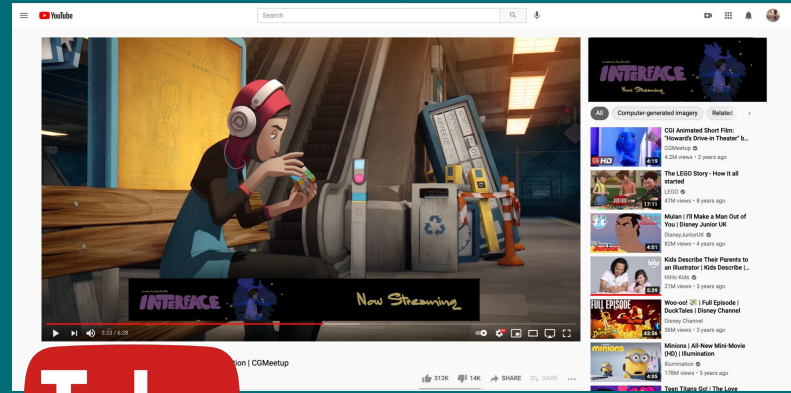 YouTube
Search
INTERFACE
Now Streaming
3:23 / 6:28
ion | CGMeetup
312K
14K
SHARE
SAVE
INTERFACE
Now Streaming
All
Computer-generated imagery
Related
CG HD
4:19
CGI Animated Short Film:
"Howard's Drive-in Theater" b...
CGMeetup
4.2M views • 2 years ago
17:11
The LEGO Story - How it all
started
LEGO
47M views • 8 years ago
4:01
Mulan | I'll Make a Man Out of
You | Disney Junior UK
DisneyJuniorUK
82M views • 4 years ago
5:39
Kids Describe Their Parents to
an Illustrator | Kids Describe |...
HiHo Kids
21M views • 3 years ago
FULL EPISODE
43:56
Woo-oo! | Full Episode |
DuckTales | Disney Channel
Disney Channel
36M views • 3 years ago
minions
4:05
Minions | All-New Mini-Movie
(HD) | Illumination
Illumination
178M views • 5 years ago
Teen Titans Go! | The Love